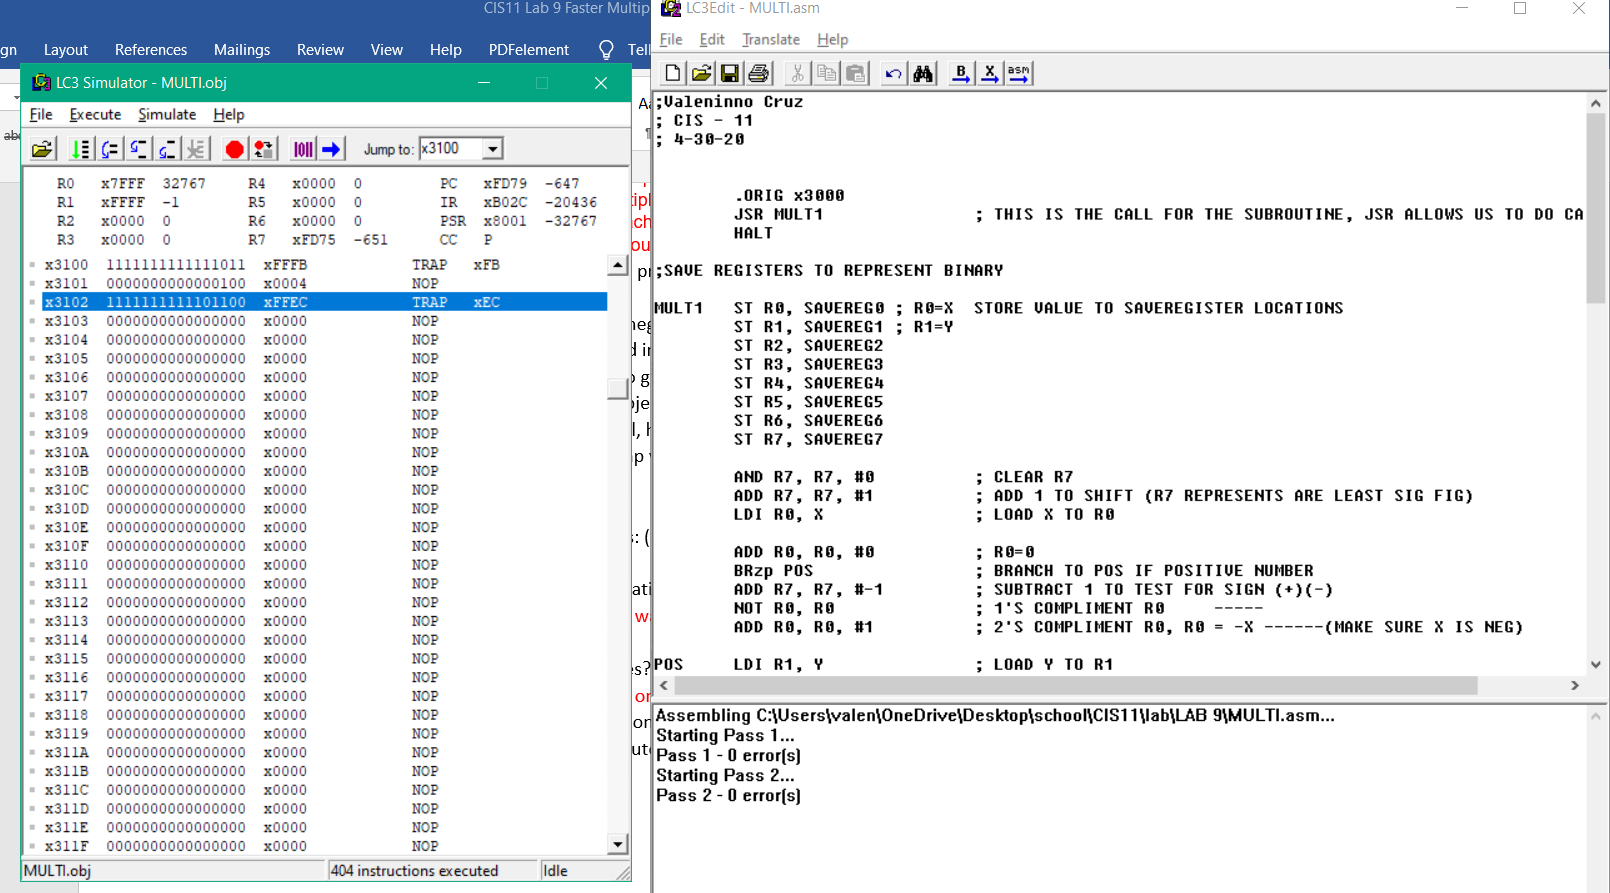 CIS11 Lab 9 Faster Multip
gn Layout References Mailings Review View Help PDFelement Tell
LC3 Simulator - MULTI.obj
File Execute Simulate Help
Jump to: x3100
R0 x7FFF 32767 R4 x0000 0 PC xFD79 -647
R1 xFFFF -1 R5 x0000 0 IR xB02C -20436
R2 x0000 0 R6 x0000 0 PSR x8001 -32767
R3 x0000 0 R7 xFD75 -651 CC P
x3100 1111111111111011 xFFFB TRAP xFB
x3101 0000000000000100 x0004 NOP
x3102 1111111111101100 xFFEC TRAP xEC
x3103 0000000000000000 x0000 NOP
x3104 0000000000000000 x0000 NOP
x3105 0000000000000000 x0000 NOP
x3106 0000000000000000 x0000 NOP
x3107 0000000000000000 x0000 NOP
x3108 0000000000000000 x0000 NOP
x3109 0000000000000000 x0000 NOP
x310A 0000000000000000 x0000 NOP
x310B 0000000000000000 x0000 NOP
x310C 0000000000000000 x0000 NOP
x310D 0000000000000000 x0000 NOP
x310E 0000000000000000 x0000 NOP
x310F 0000000000000000 x0000 NOP
x3110 0000000000000000 x0000 NOP
x3111 0000000000000000 x0000 NOP
x3112 0000000000000000 x0000 NOP
x3113 0000000000000000 x0000 NOP
x3114 0000000000000000 x0000 NOP
x3115 0000000000000000 x0000 NOP
x3116 0000000000000000 x0000 NOP
x3117 0000000000000000 x0000 NOP
x3118 0000000000000000 x0000 NOP
x3119 0000000000000000 x0000 NOP
x311A 0000000000000000 x0000 NOP
x311B 0000000000000000 x0000 NOP
x311C 0000000000000000 x0000 NOP
x311D 0000000000000000 x0000 NOP
x311E 0000000000000000 x0000 NOP
x311F 0000000000000000 x0000 NOP
MULTI.obj 404 instructions executed Idle
LC3Edit - MULTI.asm
File Edit Translate Help
B X asm
;Valeninno Cruz
; CIS - 11
; 4-30-20
.ORIG x3000
JSR MULT1 ; THIS IS THE CALL FOR THE SUBROUTINE, JSR ALLOWS US TO DO CA
HALT
;SAVE REGISTERS TO REPRESENT BINARY
MULT1 ST R0, SAVEREG0 ; R0=X STORE VALUE TO SAVEREGISTER LOCATIONS
ST R1, SAVEREG1 ; R1=Y
ST R2, SAVEREG2
ST R3, SAVEREG3
ST R4, SAVEREG4
ST R5, SAVEREG5
ST R6, SAVEREG6
ST R7, SAVEREG7
AND R7, R7, #0 ; CLEAR R7
ADD R7, R7, #1 ; ADD 1 TO SHIFT (R7 REPRESENTS ARE LEAST SIG FIG)
LDI R0, X ; LOAD X TO R0
ADD R0, R0, #0 ; R0=0
BRzp POS ; BRANCH TO POS IF POSITIVE NUMBER
ADD R7, R7, #-1 ; SUBTRACT 1 TO TEST FOR SIGN (+)(-)
NOT R0, R0 ; 1'S COMPLIMENT R0 -----
ADD R0, R0, #1 ; 2'S COMPLIMENT R0, R0 = -X ------(MAKE SURE X IS NEG)
POS LDI R1, Y ; LOAD Y TO R1
Assembling C:\Users\valen\OneDrive\Desktop\school\CIS11\lab\LAB 9\MULTI.asm...
Starting Pass 1...
Pass 1 - 0 error(s)
Starting Pass 2...
Pass 2 - 0 error(s)